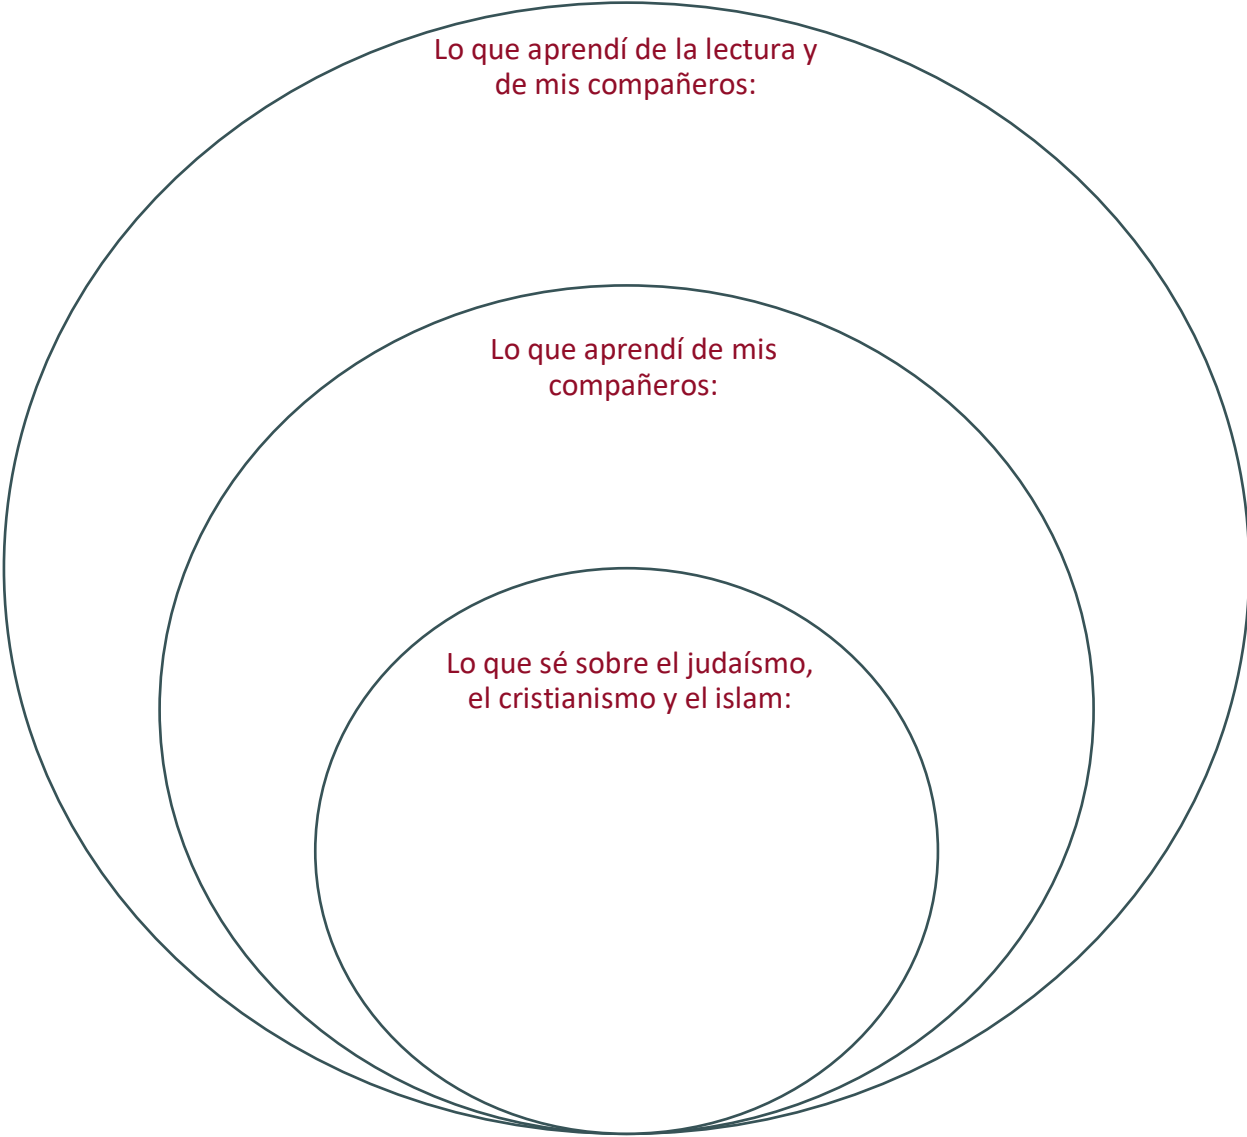 Lo que aprendí de la lectura y
de mis compañeros:
Lo que aprendí de mis
compañeros:
Lo que sé sobre el judaísmo,
el cristianismo y el islam: